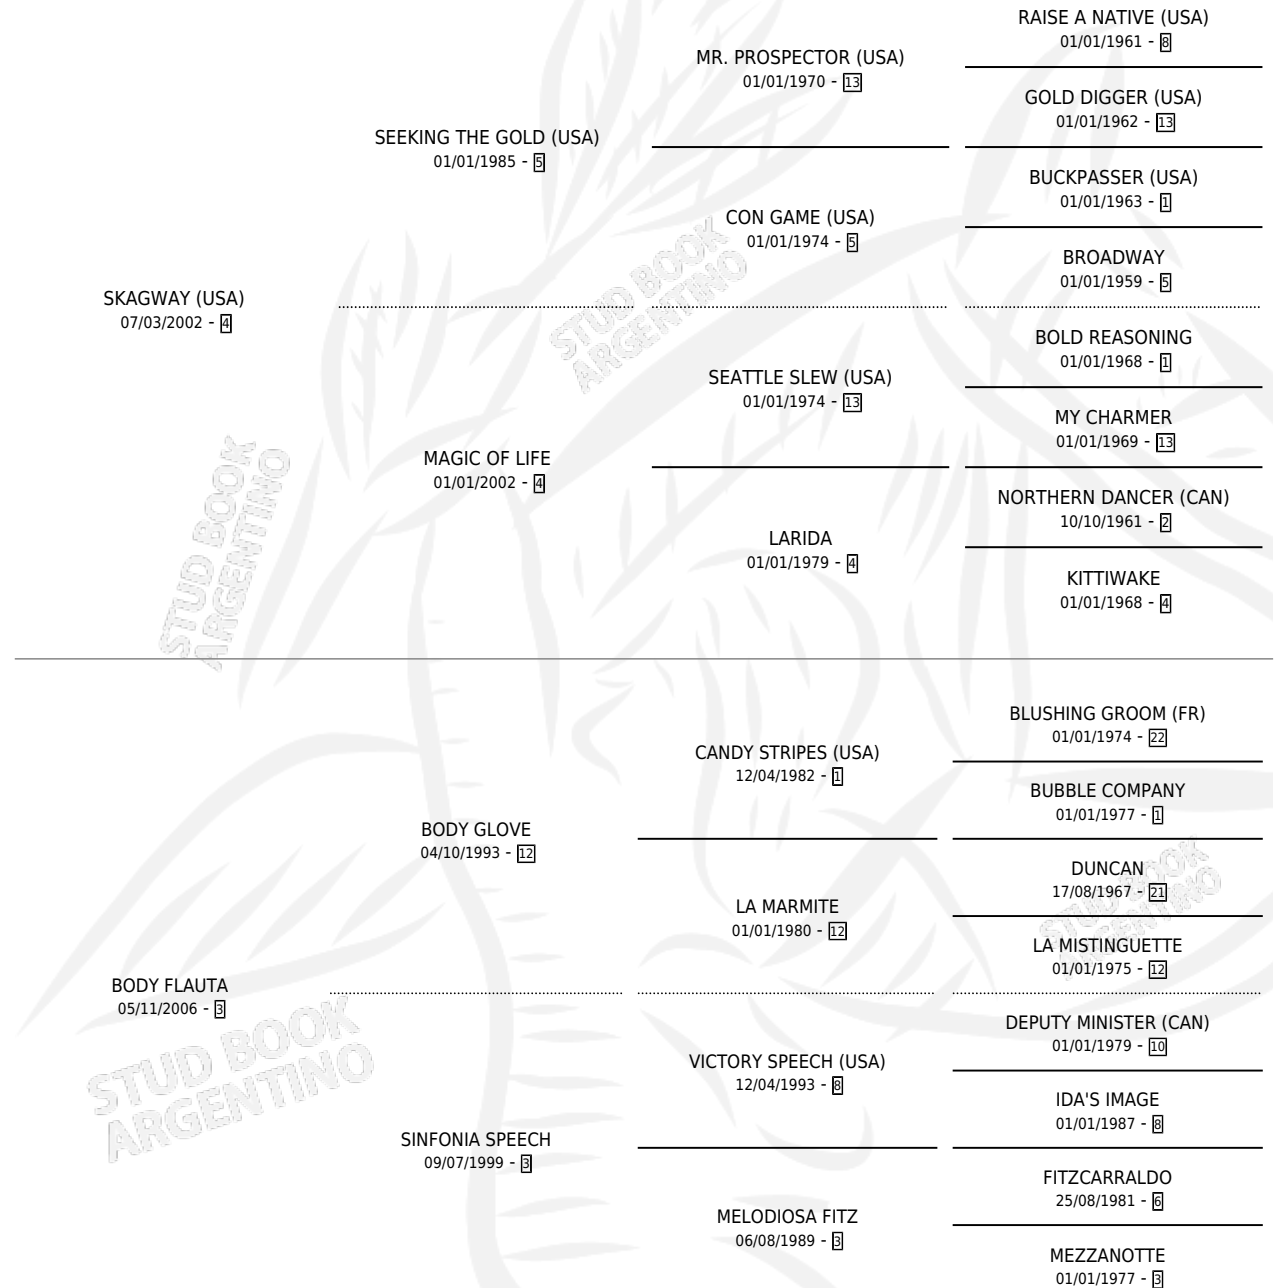 RAISE A NATIVE (USA)
01/01/1961 - 8
MR. PROSPECTOR (USA)
01/01/1970 - 13
GOLD DIGGER (USA)
01/01/1962 - 13
SEEKING THE GOLD (USA)
01/01/1985 - 5
BUCKPASSER (USA)
01/01/1963 - 1
CON GAME (USA)
01/01/1974 - 5
BROADWAY
01/01/1959 - 5
SKAGWAY (USA)
07/03/2002 - 4
STUD BOOK
ARGENTINO
BOLD REASONING
01/01/1968 - 1
SEATTLE SLEW (USA)
01/01/1974 - 13
MY CHARMER
01/01/1969 - 13
MAGIC OF LIFE
01/01/2002 - 4
NORTHERN DANCER (CAN)
10/10/1961 - 2
LARIDA
01/01/1979 - 4
KITTIWAKE
01/01/1968 - 4
STUD BOOK
ARGENTINO
BLUSHING GROOM (FR)
01/01/1974 - 22
CANDY STRIPES (USA)
12/04/1982 - 1
BUBBLE COMPANY
01/01/1977 - 1
BODY GLOVE
04/10/1993 - 12
DUNCAN
17/08/1967 - 21
LA MARMITE
01/01/1980 - 12
STUD BOOK
ARGENTINO
LA MISTINGUETTE
01/01/1975 - 12
BODY FLAUTA
05/11/2006 - 3
STUD BOOK
ARGENTINO
DEPUTY MINISTER (CAN)
01/01/1979 - 10
VICTORY SPEECH (USA)
12/04/1993 - 8
IDA'S IMAGE
01/01/1987 - 8
SINFONIA SPEECH
09/07/1999 - 3
FITZCARRALDO
25/08/1981 - 6
MELODIOSA FITZ
06/08/1989 - 3
MEZZANOTTE
01/01/1977 - 3